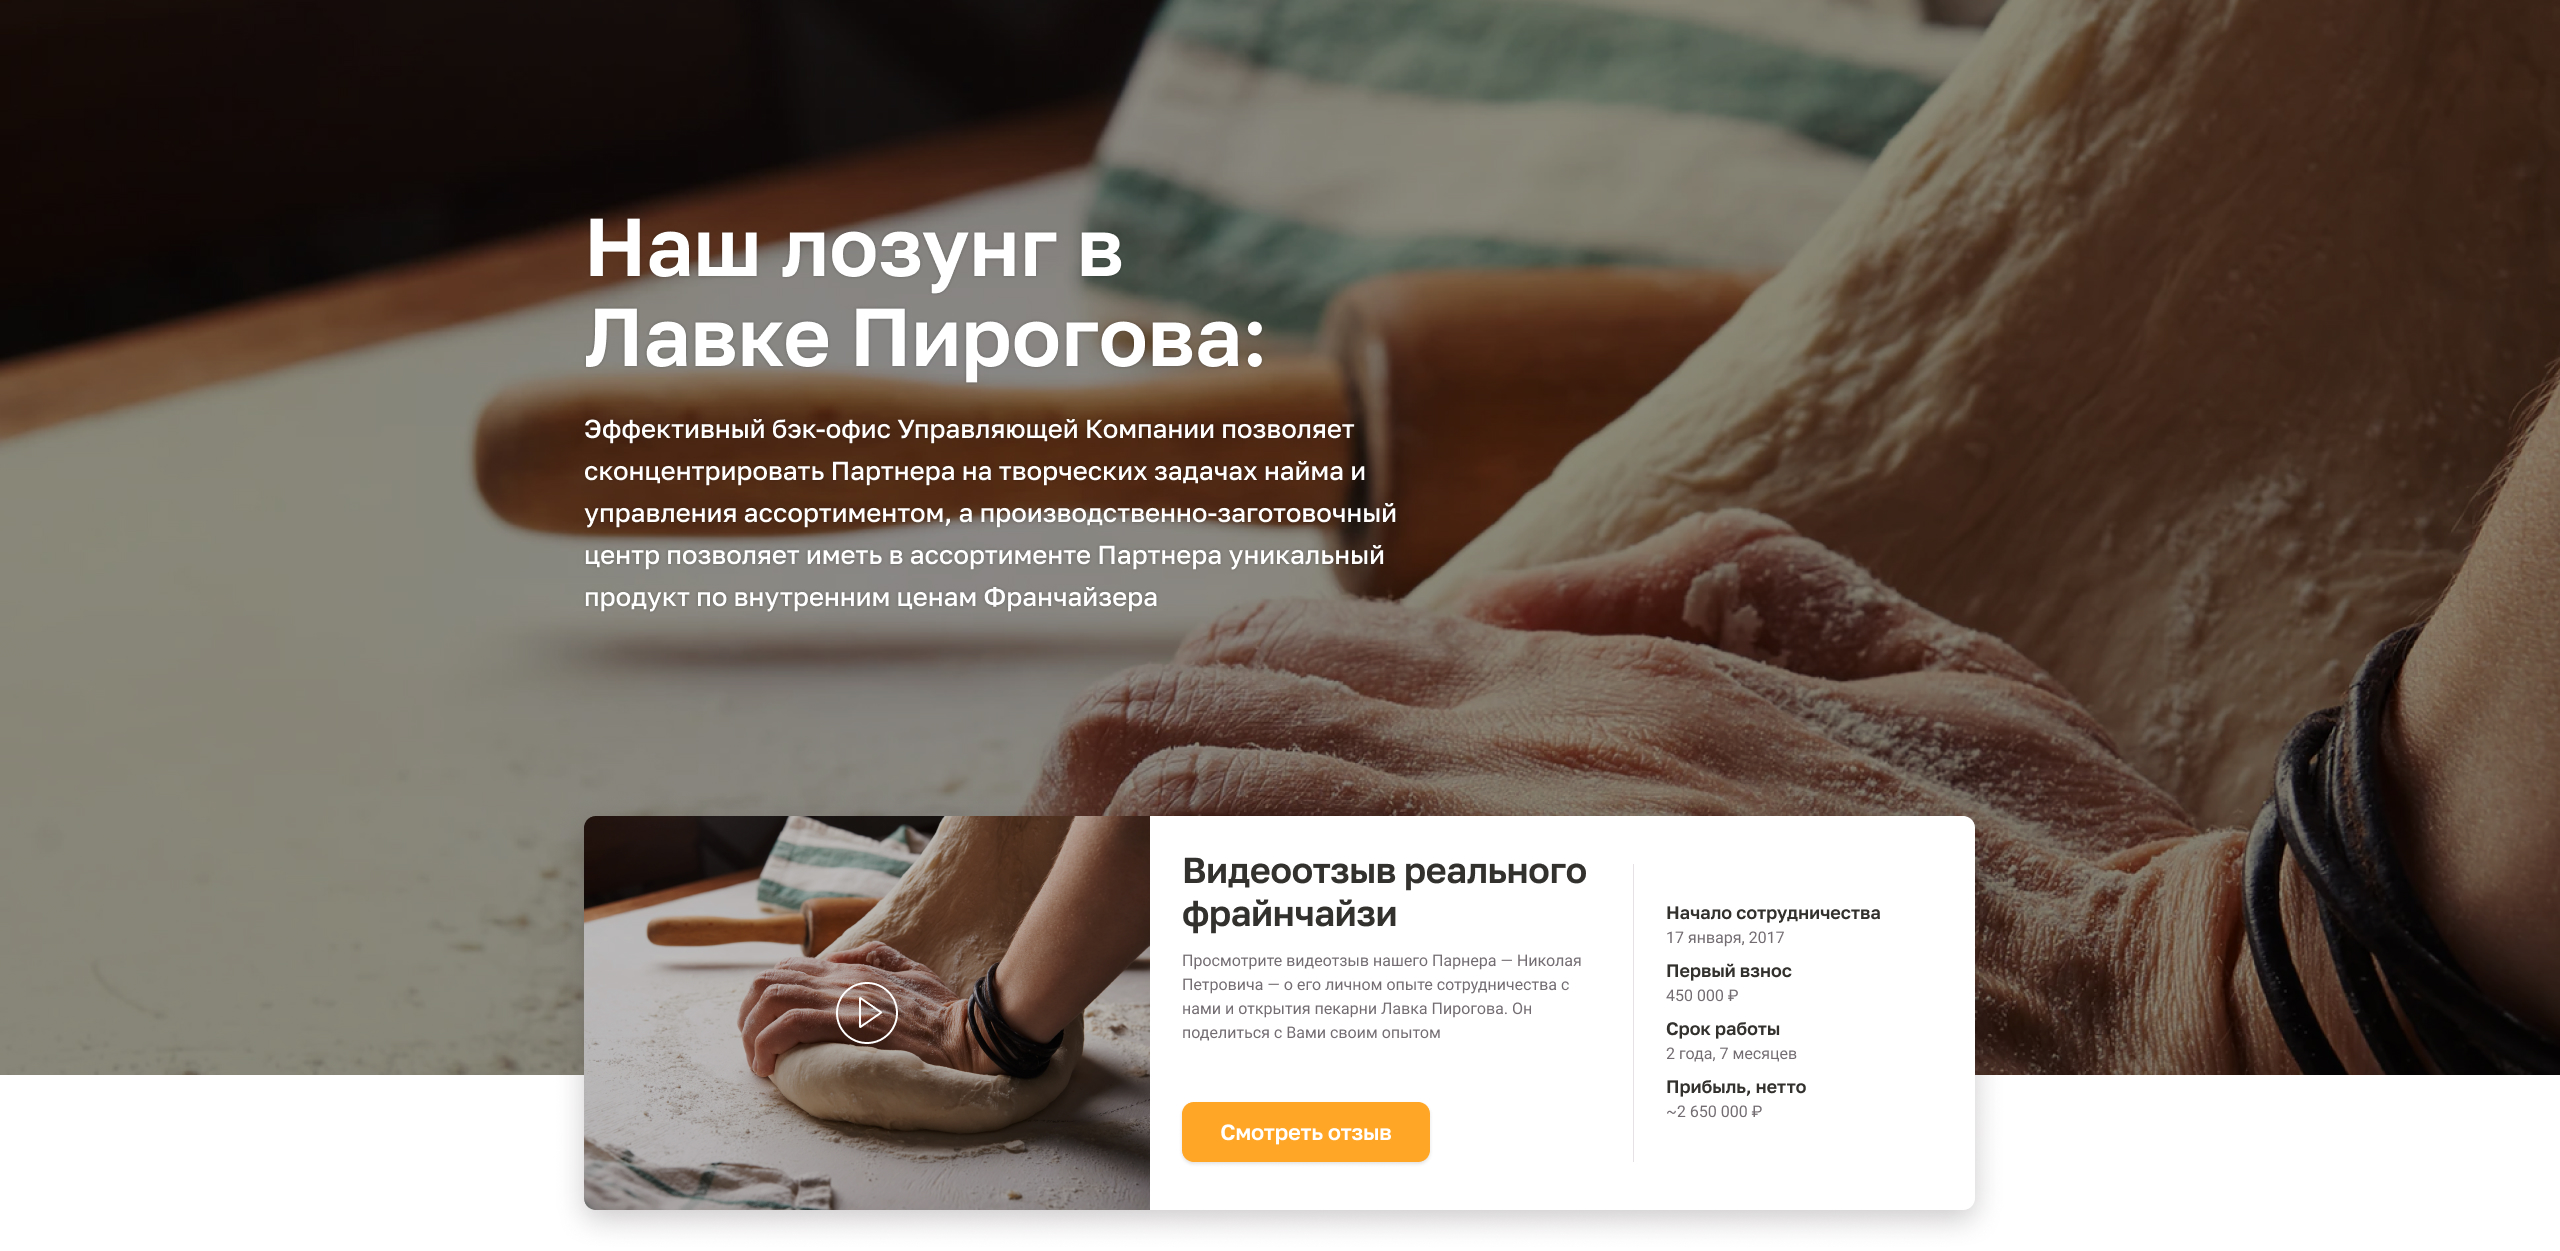 Наш лозунг в
Лавке Пирогова:
Эффективный бэк-офис Управляющей Компании позволяет
сконцентрировать Партнера на творческих задачах найма и
управления ассортиментом, а производственно-заготовочный
центр позволяет иметь в ассортименте Партнера уникальный
продукт по внутренним ценам Франчайзера
Видеоотзыв реального
фрайнчайзи
Просмотрите видеотзыв нашего Парнера — Николая
Петровича — о его личном опыте сотрудничества с
нами и открытия пекарни Лавка Пирогова. Он
поделиться с Вами своим опытом
Смотреть отзыв
Начало сотрудничества
17 января, 2017
Первый взнос
450 000 ₽
Срок работы
2 года, 7 месяцев
Прибыль, нетто
~2 650 000 ₽